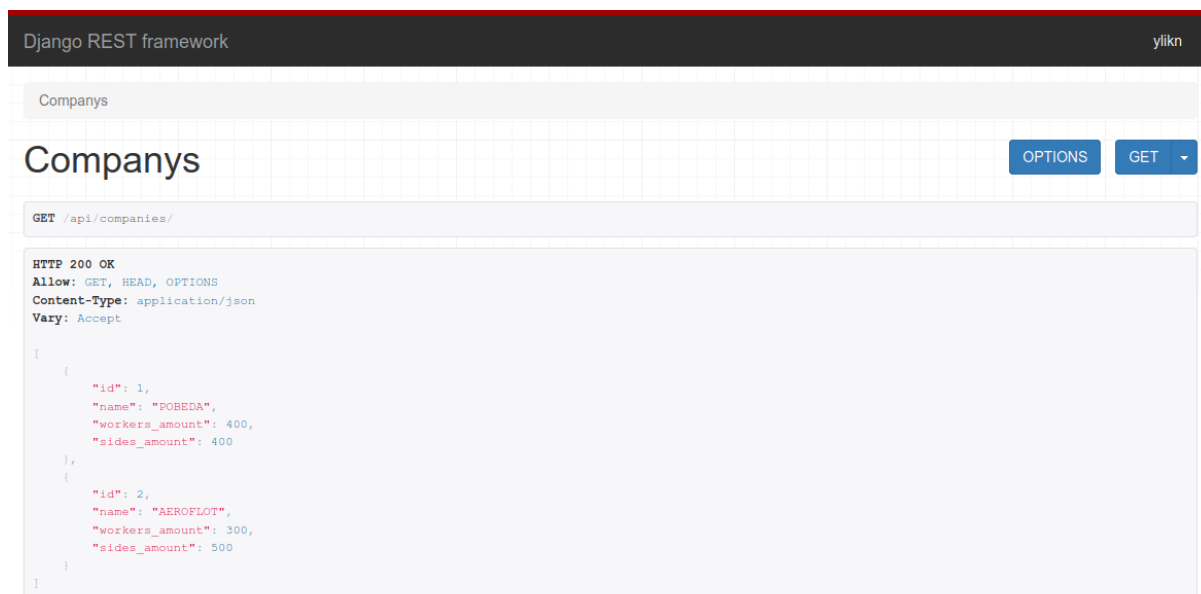 Django REST framework
ylikn
Companys
Companys
OPTIONS
GET
GET /api/companies/
HTTP 200 OK
Allow: GET, HEAD, OPTIONS
Content-Type: application/json
Vary: Accept
[
    {
        "id": 1,
        "name": "POBEDA",
        "workers_amount": 400,
        "sides_amount": 400
    },
    {
        "id": 2,
        "name": "AEROFLOT",
        "workers_amount": 300,
        "sides_amount": 500
    }
]